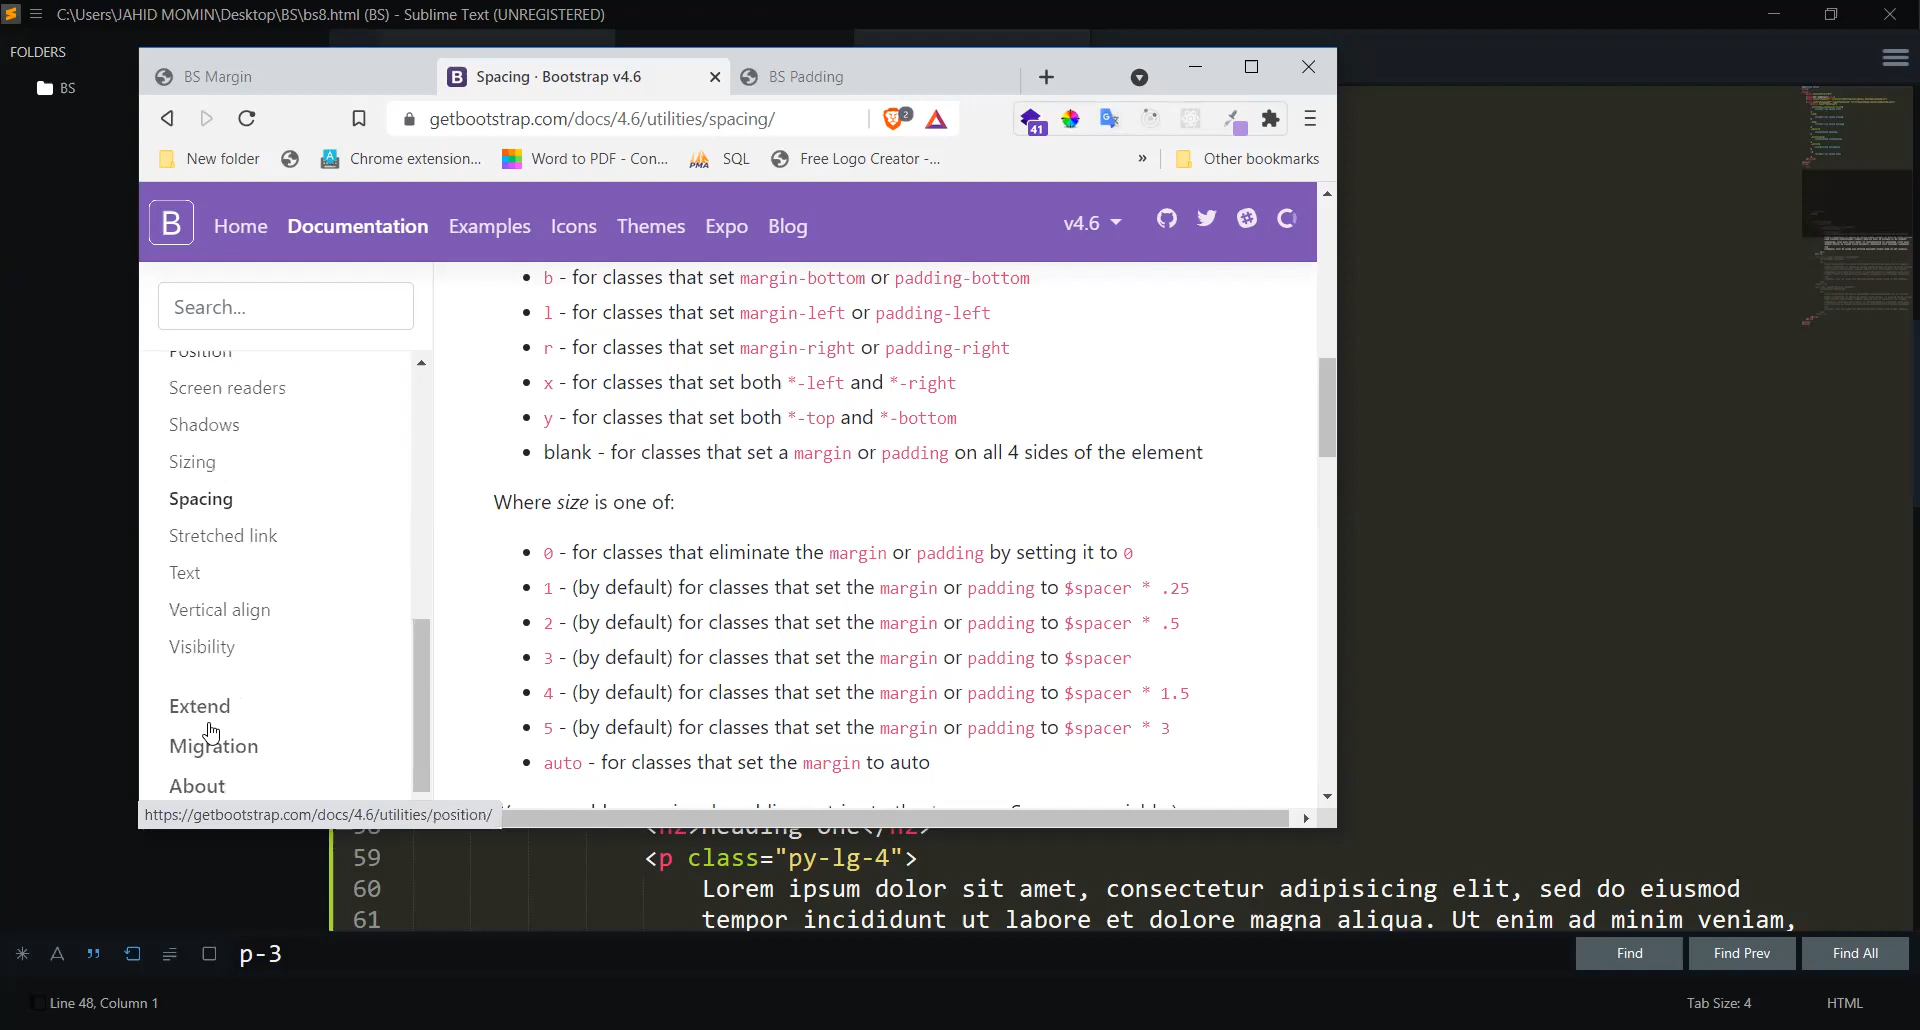 C:\Users\JAHID MOMIN\Desktop\BS\bs8.html (BS) - Sublime Text (UNREGISTERED)
FOLDERS
BS
BS Margin
B Spacing · Bootstrap v4.6
BS Padding
getbootstrap.com/docs/4.6/utilities/spacing/
2
41
New folder
Chrome extension...
Word to PDF - Con...
PMA SQL
Free Logo Creator -...
»
Other bookmarks
B Home Documentation Examples Icons Themes Expo Blog v4.6
Search...
Position
Screen readers
Shadows
Sizing
Spacing
Stretched link
Text
Vertical align
Visibility
Extend
Migration
About
https://getbootstrap.com/docs/4.6/utilities/position/
b - for classes that set margin-bottom or padding-bottom
l - for classes that set margin-left or padding-left
r - for classes that set margin-right or padding-right
x - for classes that set both *-left and *-right
y - for classes that set both *-top and *-bottom
blank - for classes that set a margin or padding on all 4 sides of the element
Where size is one of:
0 - for classes that eliminate the margin or padding by setting it to 0
1 - (by default) for classes that set the margin or padding to $spacer * .25
2 - (by default) for classes that set the margin or padding to $spacer * .5
3 - (by default) for classes that set the margin or padding to $spacer
4 - (by default) for classes that set the margin or padding to $spacer * 1.5
5 - (by default) for classes that set the margin or padding to $spacer * 3
auto - for classes that set the margin to auto
<h2>Heading one</h2>
59 <p class="py-lg-4">
60 Lorem ipsum dolor sit amet, consectetur adipisicing elit, sed do eiusmod
61 tempor incididunt ut labore et dolore magna aliqua. Ut enim ad minim veniam,
p-3
Find
Find Prev
Find All
Line 48, Column 1
Tab Size: 4
HTML